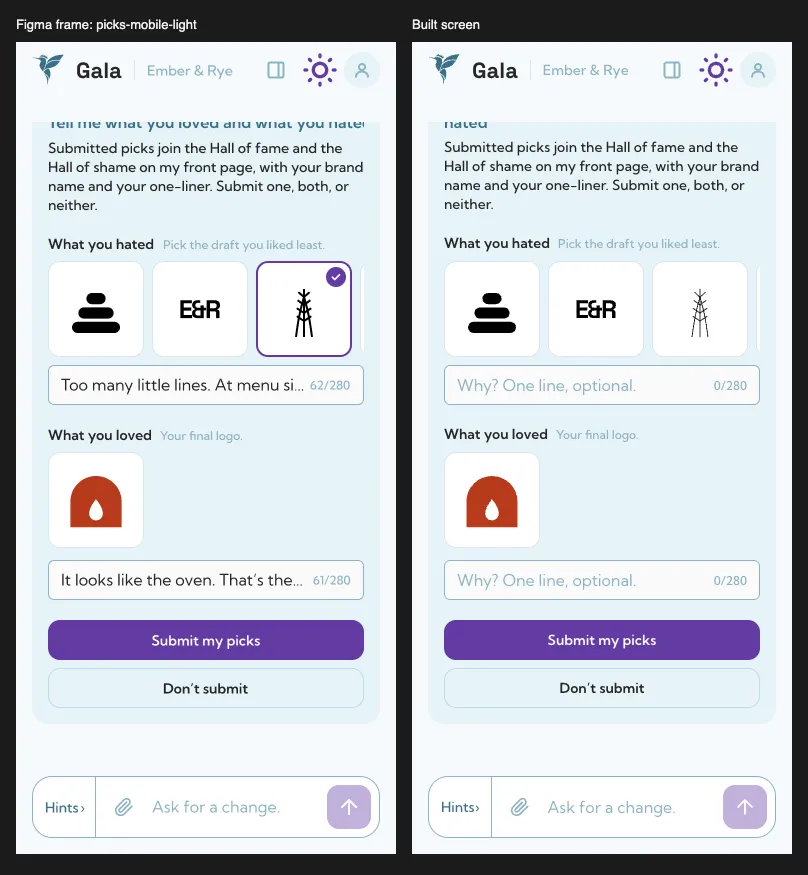 Figma frame: picks-mobile-light
Gala
Ember & Rye
Tell me what you loved and what you hated
Submitted picks join the Hall of fame and the
Hall of shame on my front page, with your brand
name and your one-liner. Submit one, both, or
neither.
What you hated Pick the draft you liked least.
E&R
Too many little lines. At menu si... 62/280
What you loved Your final logo.
It looks like the oven. That’s the... 61/280
Submit my picks
Don’t submit
Hints› Ask for a change.
Built screen
Gala
Ember & Rye
hated
Submitted picks join the Hall of fame and the
Hall of shame on my front page, with your brand
name and your one-liner. Submit one, both, or
neither.
What you hated Pick the draft you liked least.
E&R
Why? One line, optional. 0/280
What you loved Your final logo.
Why? One line, optional. 0/280
Submit my picks
Don’t submit
Hints› Ask for a change.